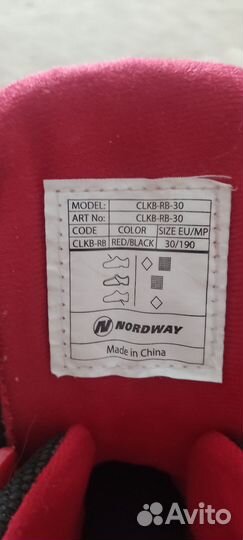 MODEL: CLKB-RB-30
ART No: CLKB-RB-30
CODE COLOR SIZE EU/MP
CLKB-RB RED/BLACK 30/190
NORDWAY
Made in China
Avito